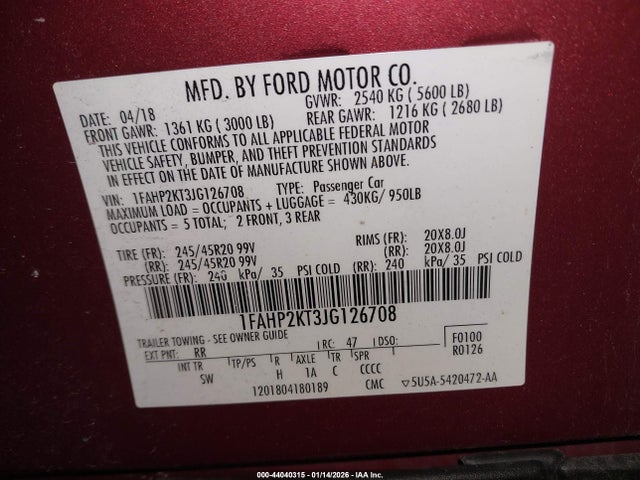 MFD. BY FORD MOTOR CO.
DATE: 04/18 GVWR: 2540 KG ( 5600 LB)
FRONT GAWR: 1361 KG ( 3000 LB) REAR GAWR: 1216 KG ( 2680 LB)
THIS VEHICLE CONFORMS TO ALL APPLICABLE FEDERAL MOTOR
VEHICLE SAFETY, BUMPER, AND THEFT PREVENTION STANDARDS
IN EFFECT ON THE DATE OF MANUFACTURE SHOWN ABOVE.
VIN: 1FAHP2KT3JG126708 TYPE: Passenger Car
MAXIMUM LOAD = OCCUPANTS + LUGGAGE = 430KG/ 950LB
OCCUPANTS = 5 TOTAL; 2 FRONT, 3 REAR
TIRE (FR): 245/45R20 99V RIMS (FR): 20X8.0J
(RR): 245/45R20 99V (RR): 20X8.0J
PRESSURE (FR): 240 kPa/ 35 PSI COLD (RR): 240 kPa/ 35 PSI COLD
1FAHP2KT3JG126708
TRAILER TOWING - SEE OWNER GUIDE
EXT PNT: RR RC: 47 DSO: F0100
R0126
INT TR TP/PS R AXLE TR SPR
SW H 1A C CCCC
1201804180189 CMC ▽5U5A-5420472-AA
000-44040315 - 01/14/2026 - IAA Inc.